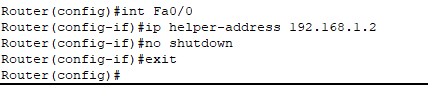 Router(config)#int Fa0/0
Router(config-if)#ip helper-address 192.168.1.2
Router(config-if)#no shutdown
Router(config-if)#exit
Router(config)#